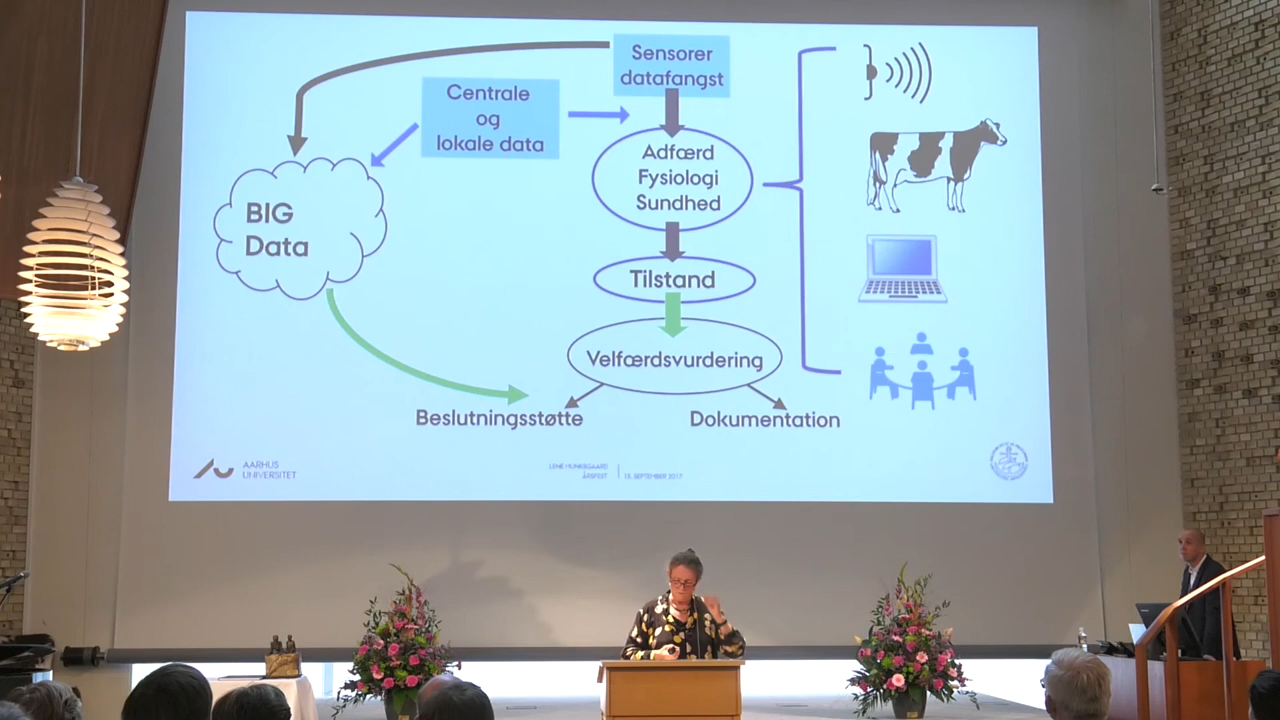 Sensorer
datafangst
Centrale
og
lokale data
Adfærd
Fysiologi
Sundhed
BIG
Data
Tilstand
Velfærdsvurdering
Beslutningsstøtte
Dokumentation
AARHUS
UNIVERSITET
LENE MUNKSGAARD
ÅRSFEST
15. SEPTEMBER 2017